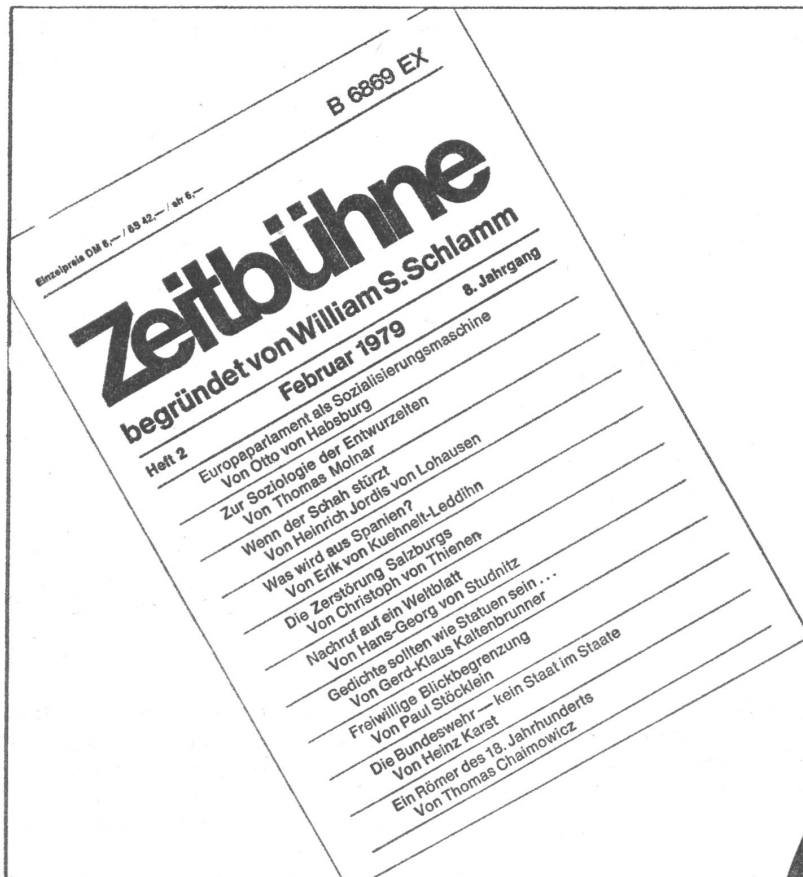 B 6869 EX
Einzelpreis DM 6,— / öS 42,— / sfr 6,—
Zeitbühne
begründet von William S. Schlamm
Heft 2 Februar 1979 8. Jahrgang
Europaparlament als Sozialisierungsmaschine
Von Otto von Habsburg
Zur Soziologie der Entwurzelten
Von Thomas Molnar
Wenn der Schah stürzt
Von Heinrich Jordis von Lohausen
Was wird aus Spanien?
Von Erik von Kuehnelt-Leddihn
Die Zerstörung Salzburgs
Von Christoph von Thienen
Nachruf auf ein Weltblatt
Von Hans-Georg von Studnitz
Gedichte sollten wie Statuen sein ...
Von Gerd-Klaus Kaltenbrunner
Freiwillige Blickbegrenzung
Von Paul Stöcklein
Die Bundeswehr — kein Staat im Staate
Von Heinz Karst
Ein Römer des 18. Jahrhunderts
Von Thomas Chaimowicz